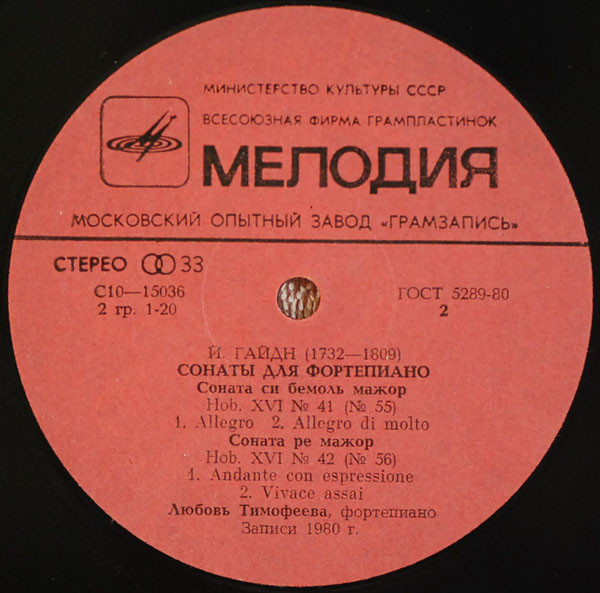 МИНИСТЕРСТВО КУЛЬТУРЫ СССР
ВСЕСОЮЗНАЯ ФИРМА ГРАМПЛАСТИНОК
МЕЛОДИЯ
МОСКОВСКИЙ ОПЫТНЫЙ ЗАВОД «ГРАМЗАПИСЬ»
СТЕРЕО 33
С10—15036
2 гр. 1-20
ГОСТ 5289-80
2
Й. ГАЙДН (1732—1809)
СОНАТЫ ДЛЯ ФОРТЕПИАНО
Соната си бемоль мажор
Hob. XVI № 41 (№ 55)
1. Allegro 2. Allegro di molto
Соната ре мажор
Hob. XVI № 42 (№ 56)
1. Andante con espressione
2. Vivace assai
Любовь Тимофеева, фортепиано
Записи 1980 г.